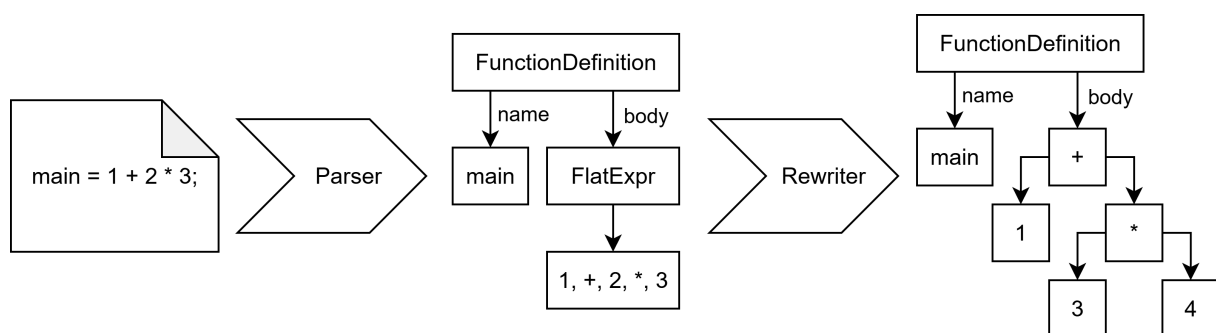 main = 1 + 2 * 3;
Parser
FunctionDefinition
name
body
main
FlatExpr
1, +, 2, *, 3
Rewriter
FunctionDefinition
name
body
main
+
1
*
3
4